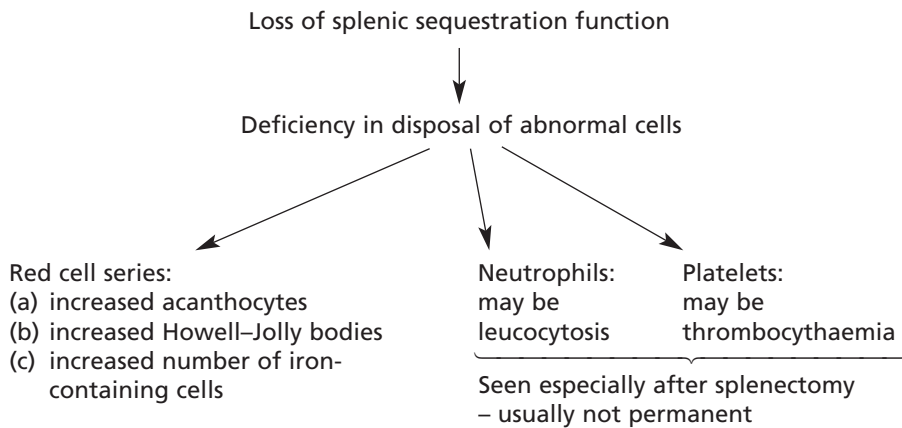 Loss of splenic sequestration function
Deficiency in disposal of abnormal cells
Red cell series:
(a) increased acanthocytes
(b) increased Howell–Jolly bodies
(c) increased number of iron-
containing cells
Neutrophils:
may be
leucocytosis
Platelets:
may be
thrombocythaemia
Seen especially after splenectomy
– usually not permanent